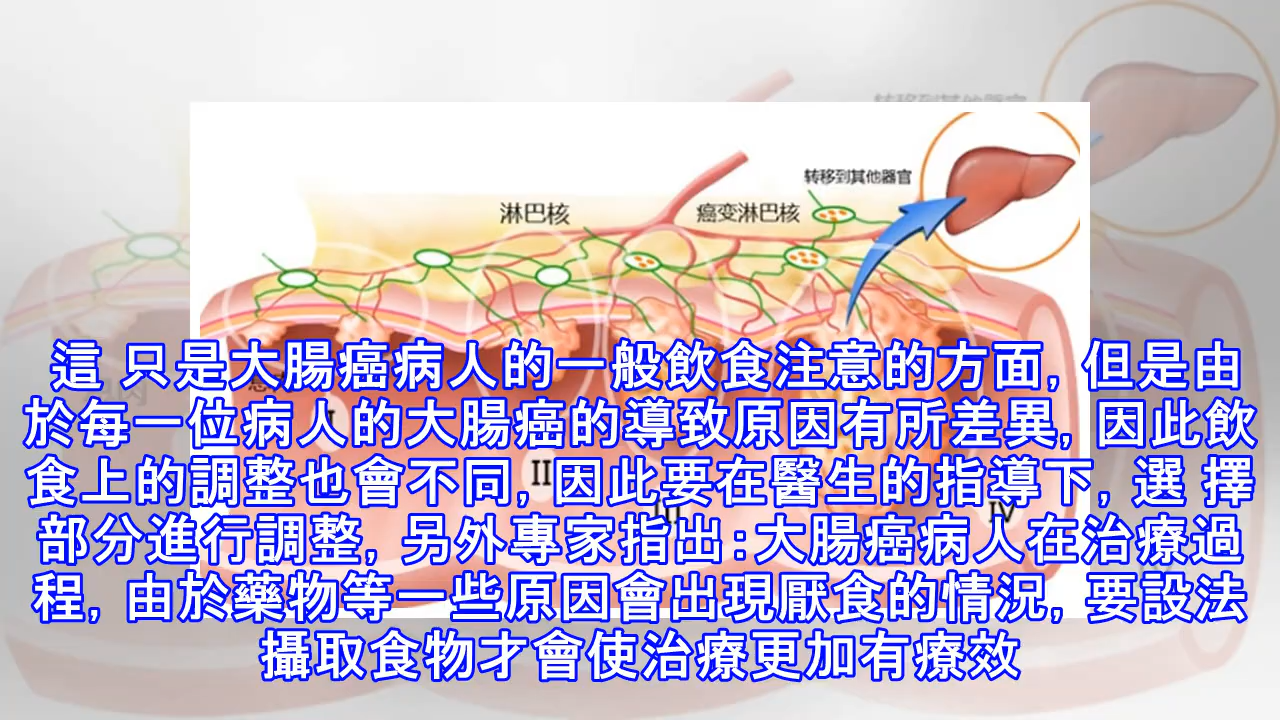 转移到其他器官
淋巴核
癌变淋巴核
這 只是大腸癌病人的一般飲食注意的方面, 但是由
於每一位病人的大腸癌的導致原因有所差異, 因此飲
食上的調整也會不同, 因此要在醫生的指導下, 選 擇
部分進行調整, 另外專家指出:大腸癌病人在治療過
程, 由於藥物等一些原因會出現厭食的情況, 要設法
攝取食物才會使治療更加有療效
I
II
III
IV